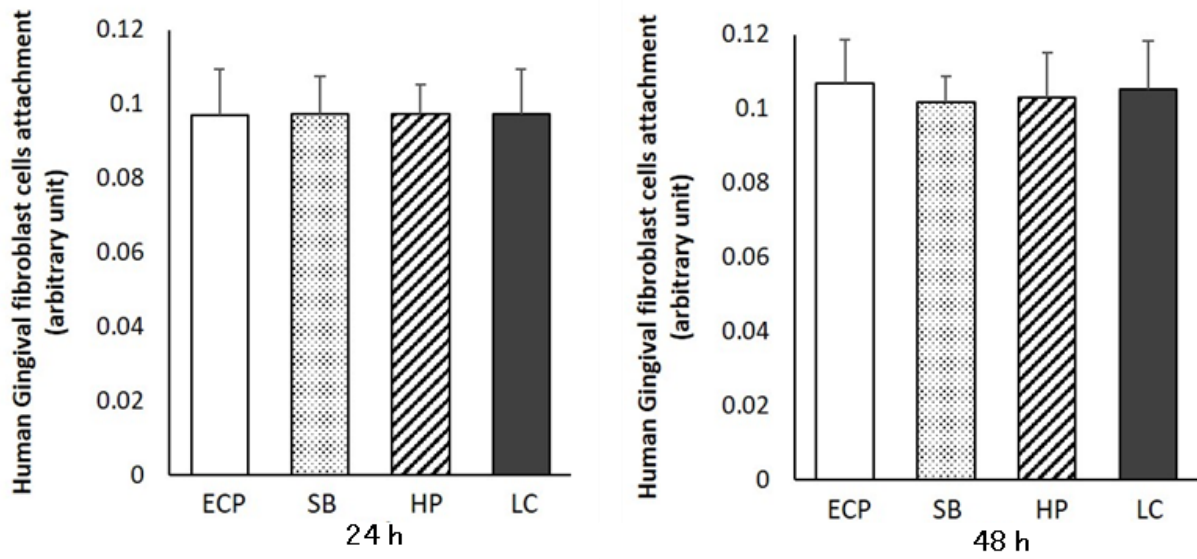 Human Gingival fibroblast cells attachment
(arbitrary unit)
0.12
0.1
0.08
0.06
0.04
0.02
0
ECP SB HP LC
24 h
Human Gingival fibroblast cells attachment
(arbitrary unit)
0.12
0.1
0.08
0.06
0.04
0.02
0
ECP SB HP LC
48 h